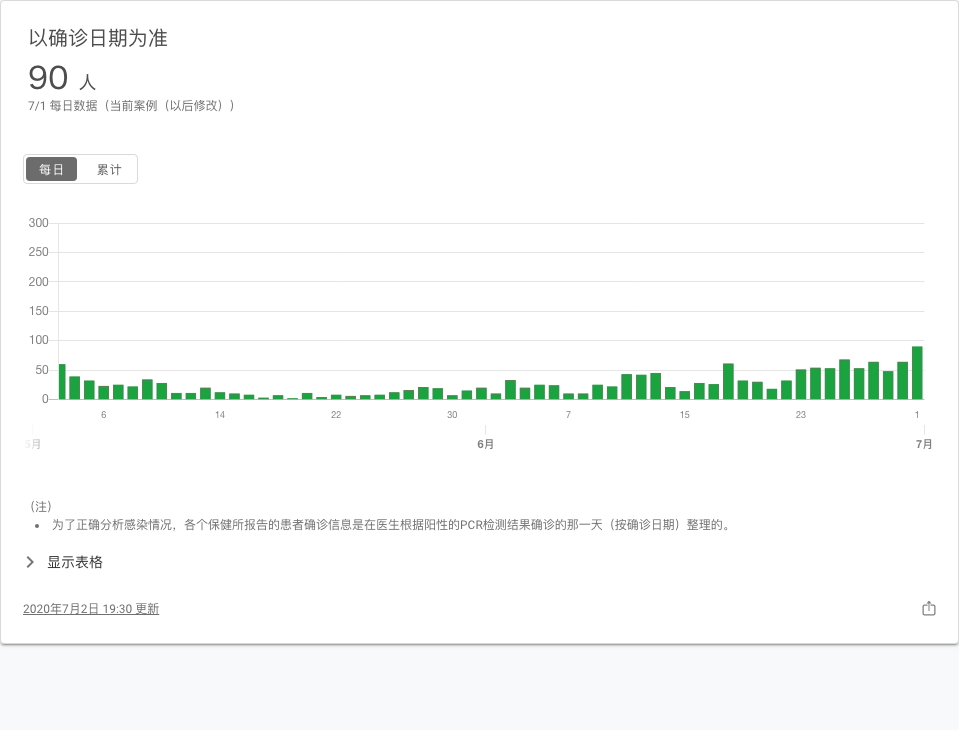 以确诊日期为准
90 人
7/1 每日数据（当前案例（以后修改））
每日 累计
300
250
200
150
100
50
0
6 14 22 30 7 15 23 1
5月 6月 7月
（注）
• 为了正确分析感染情况，各个保健所报告的患者确诊信息是在医生根据阳性的PCR检测结果确诊的那一天（按确诊日期）整理的。
显示表格
2020年7月2日 19:30 更新